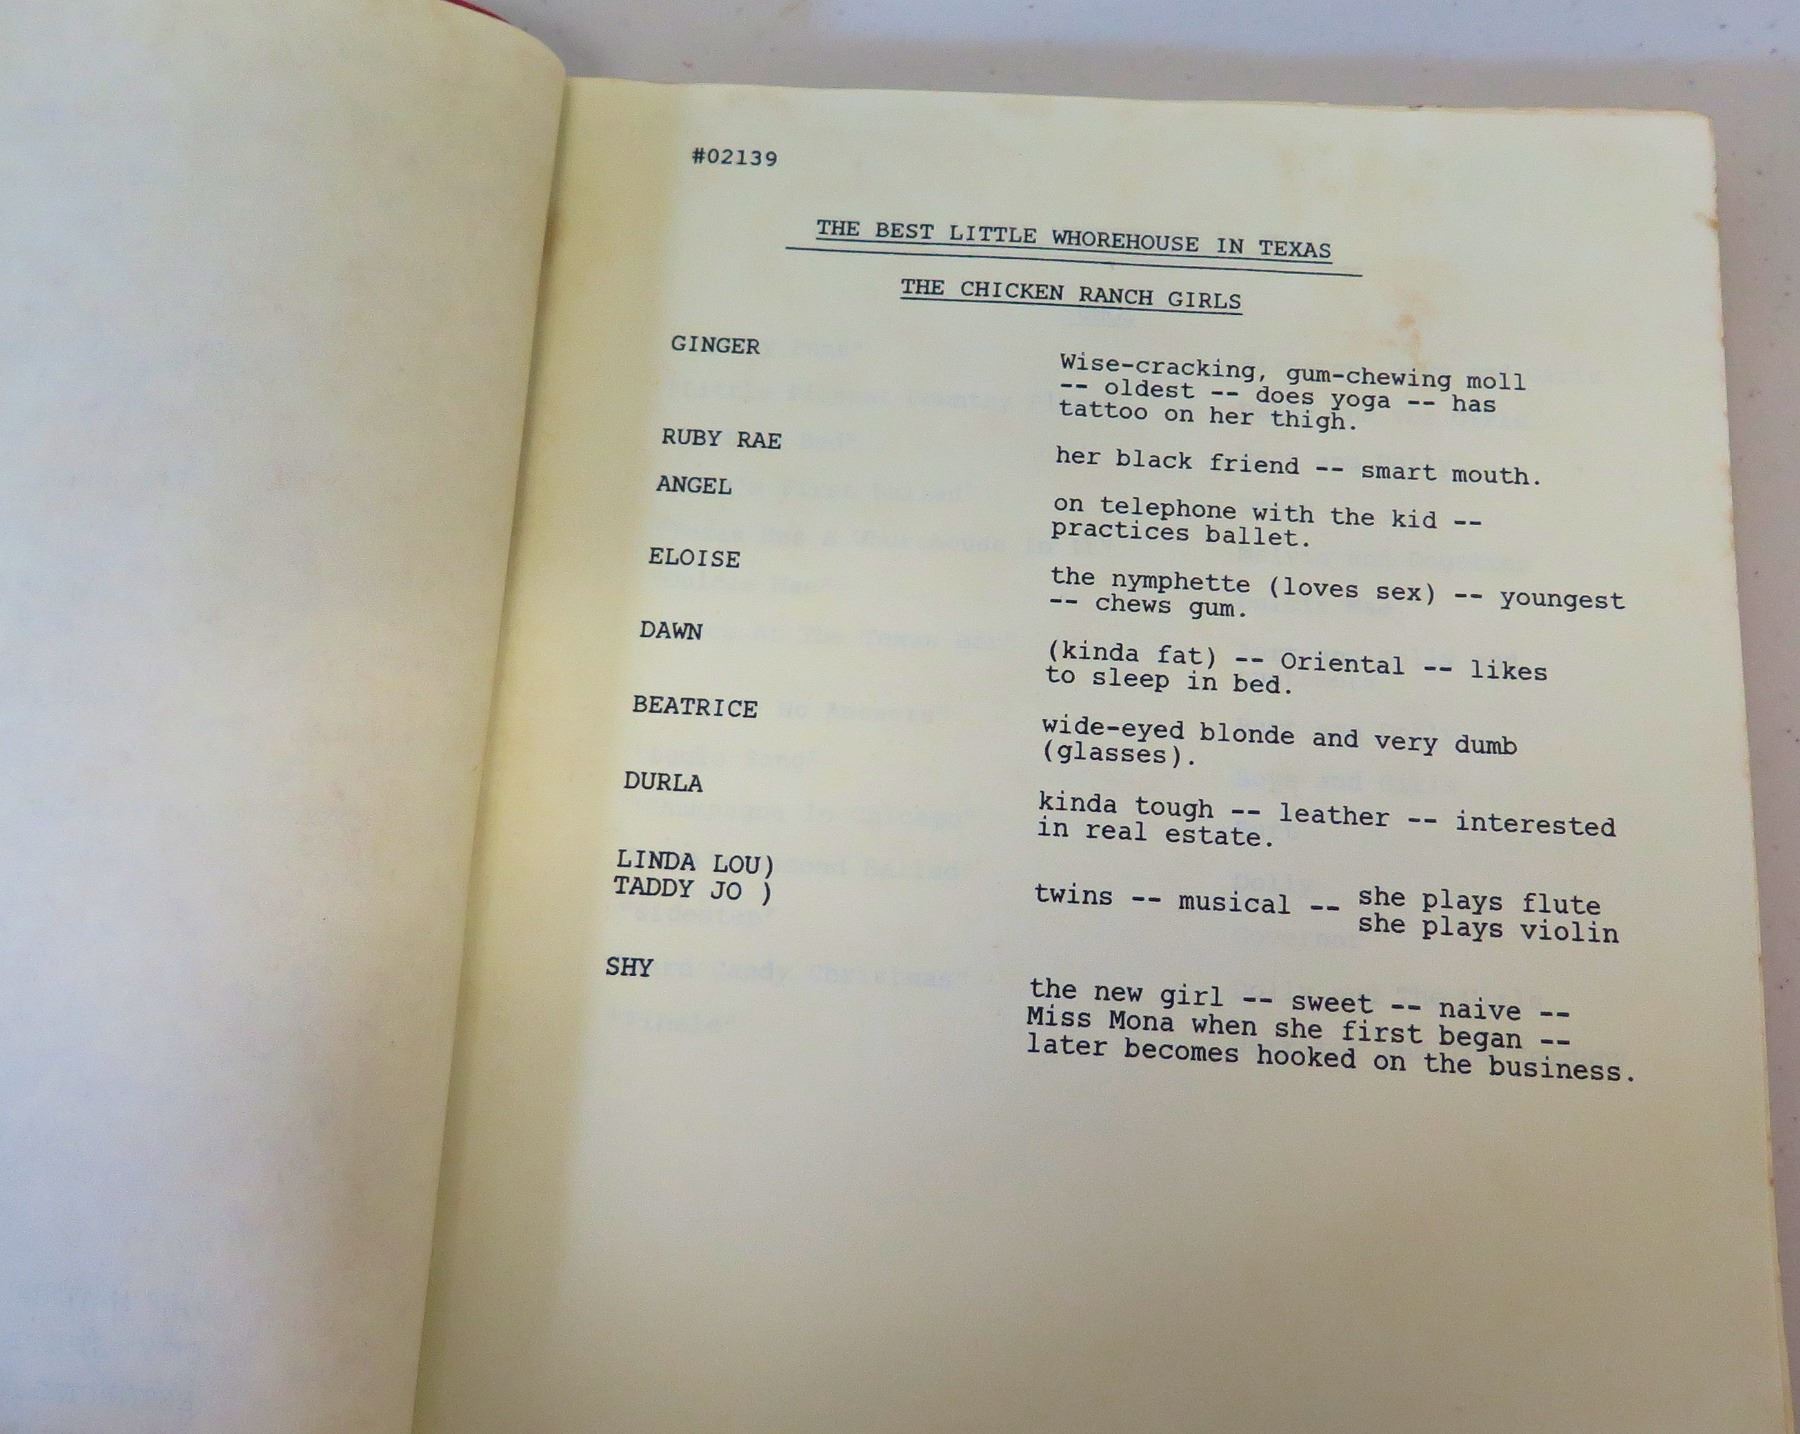 #02139
THE BEST LITTLE WHOREHOUSE IN TEXAS
THE CHICKEN RANCH GIRLS
GINGER
Wise-cracking, gum-chewing moll
-- oldest -- does yoga -- has
tattoo on her thigh.
RUBY RAE
her black friend -- smart mouth.
ANGEL
on telephone with the kid --
practices ballet.
ELOISE
the nymphette (loves sex) -- youngest
-- chews gum.
DAWN
(kinda fat) -- Oriental -- likes
to sleep in bed.
BEATRICE
wide-eyed blonde and very dumb
(glasses).
DURLA
kinda tough -- leather -- interested
in real estate.
LINDA LOU)
TADDY JO )
twins -- musical -- she plays flute
she plays violin
SHY
the new girl -- sweet -- naive --
Miss Mona when she first began --
later becomes hooked on the business.